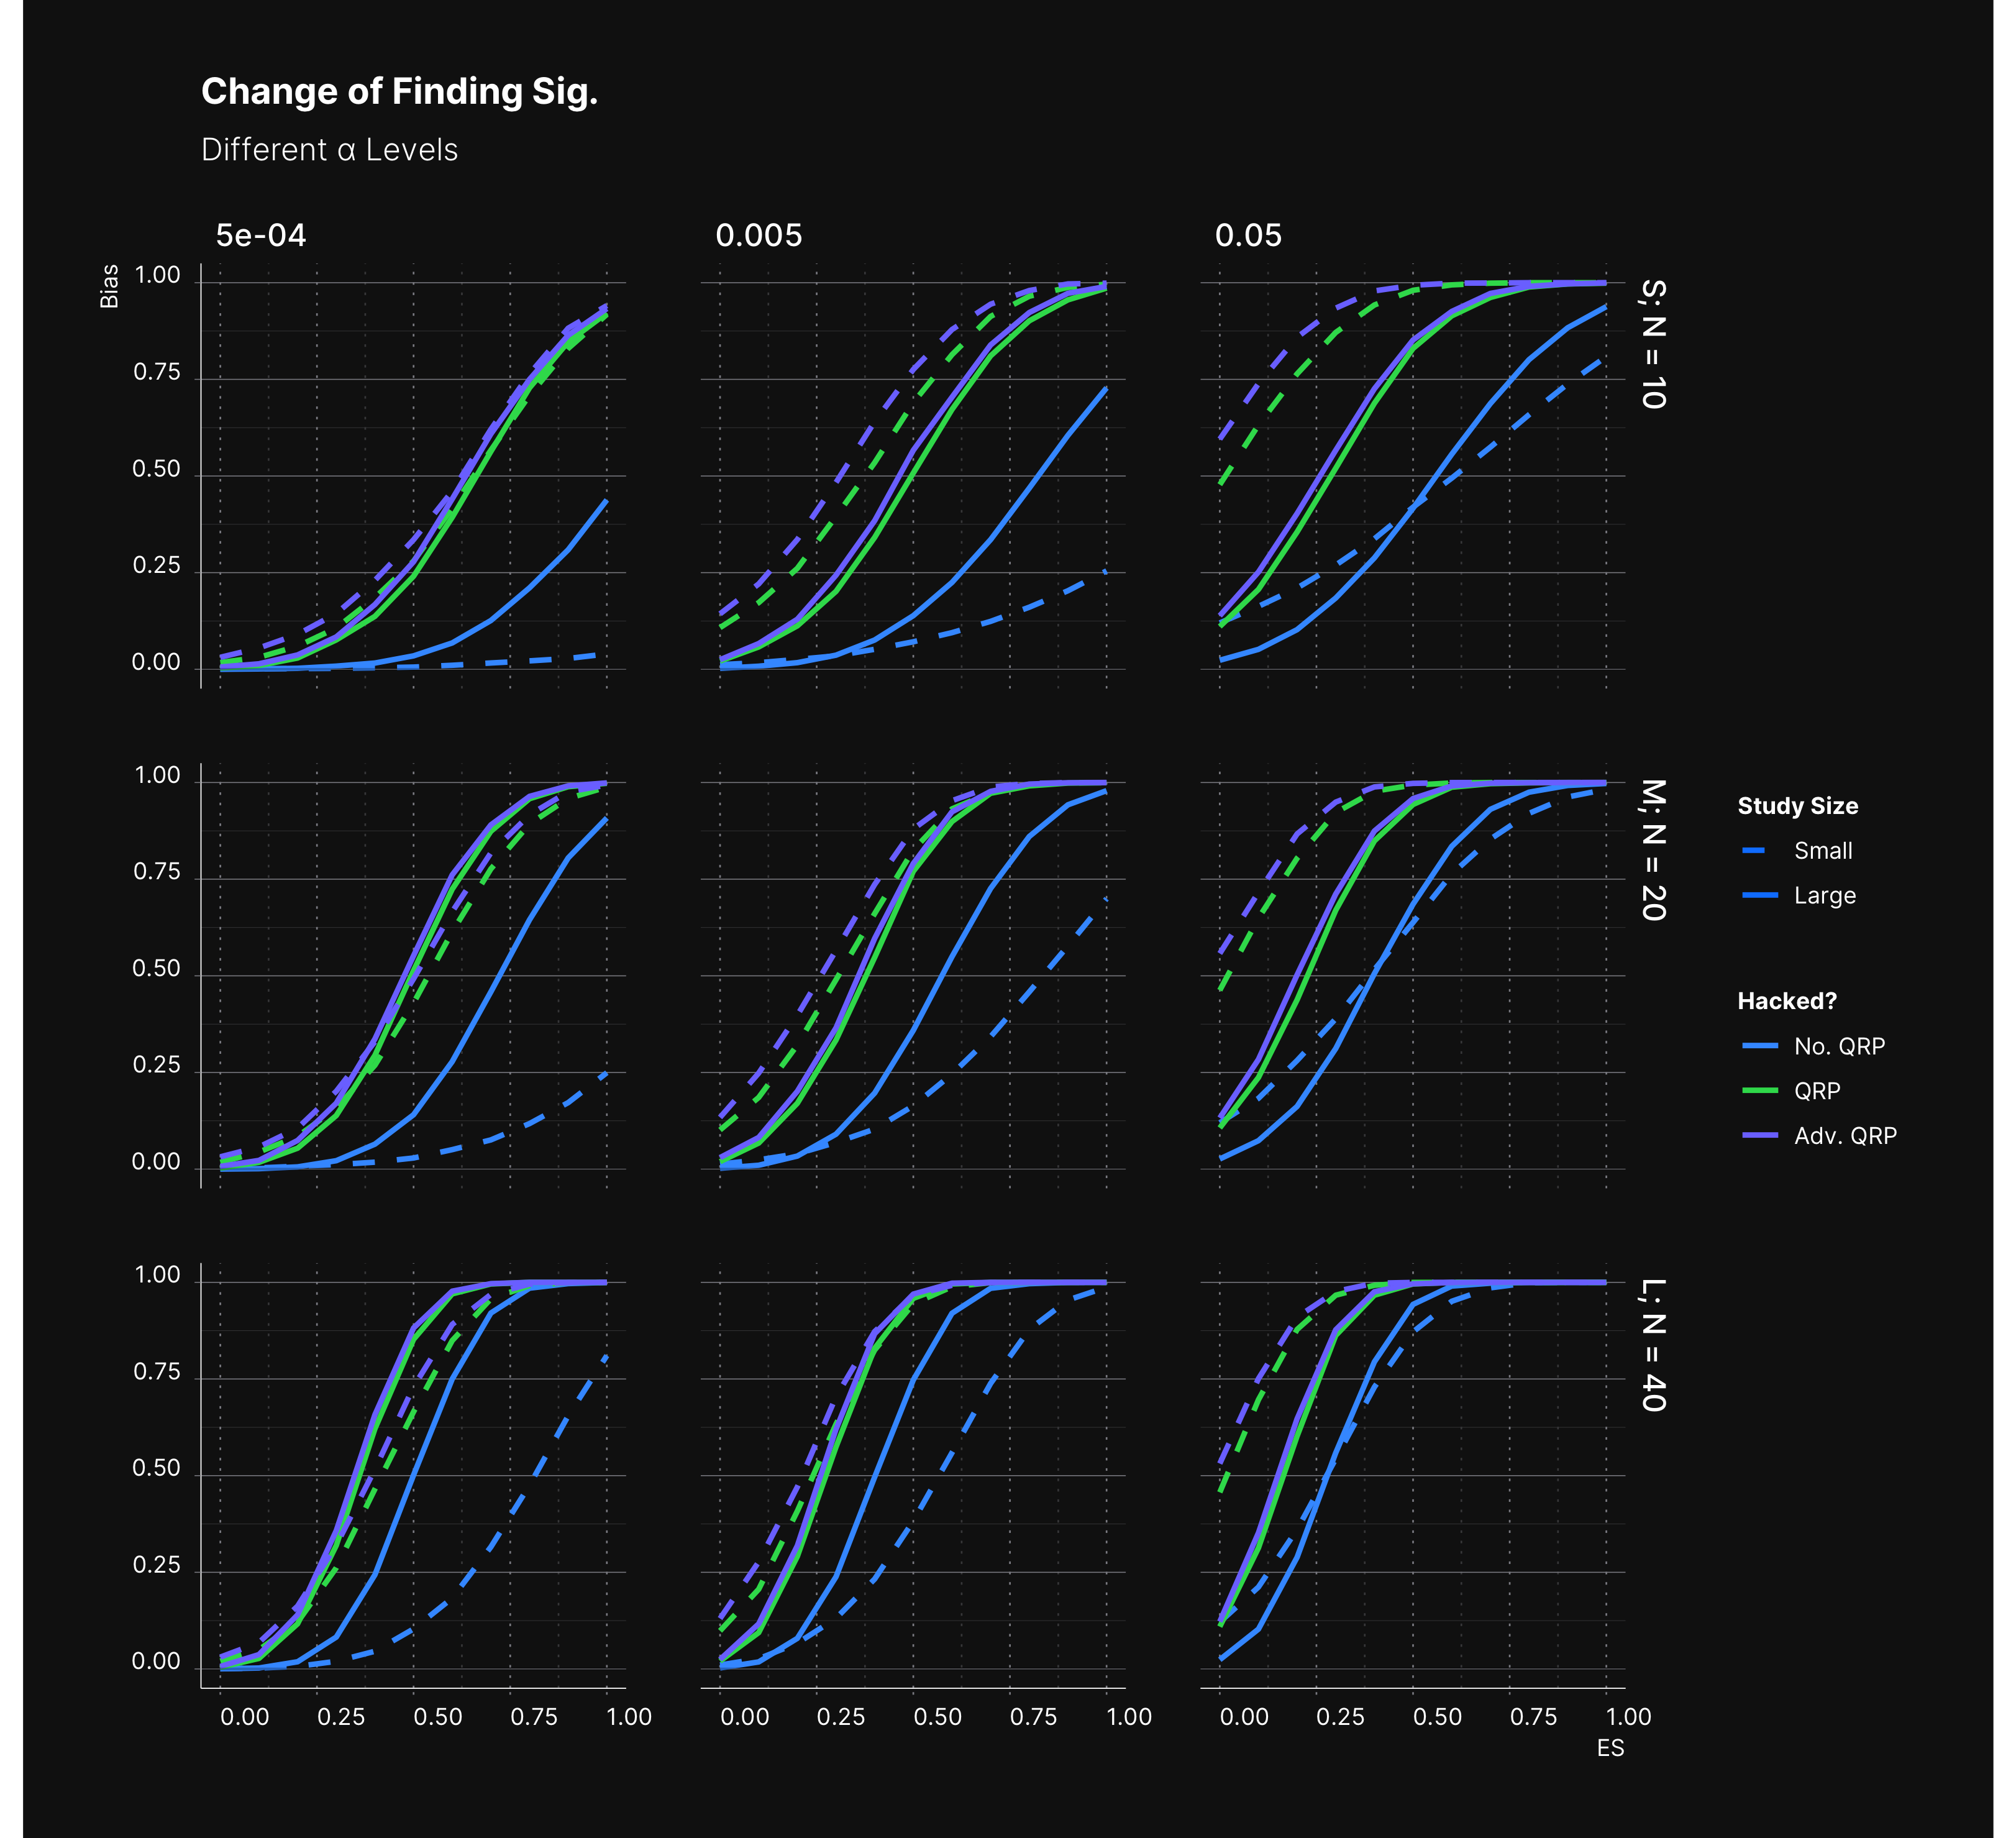 Change of Finding Sig.
Different α Levels
5e-04
0.005
0.05
Bias
1.00
0.75
0.50
0.25
0.00
S; N = 10
1.00
0.75
0.50
0.25
0.00
M; N = 20
Study Size
Small
Large
Hacked?
No. QRP
QRP
Adv. QRP
1.00
0.75
0.50
0.25
0.00
L; N = 40
0.00 0.25 0.50 0.75 1.00
0.00 0.25 0.50 0.75 1.00
0.00 0.25 0.50 0.75 1.00
ES